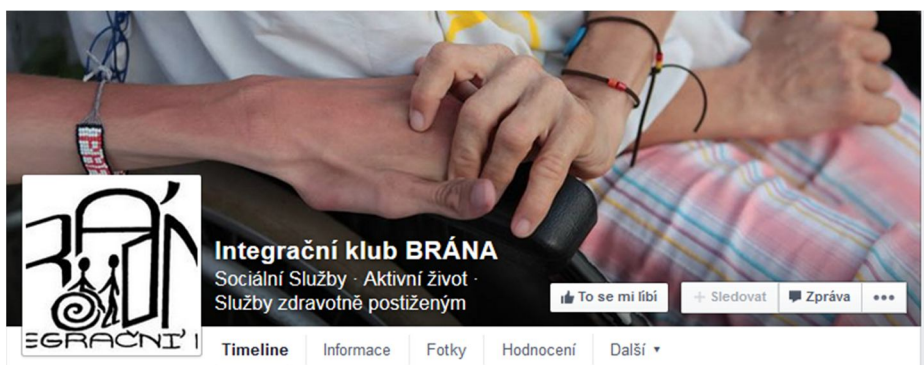 RÁN
EGRAČNÍ
Integrační klub BRÁNA
Sociální Služby · Aktivní život ·
Služby zdravotně postiženým
To se mi líbí
+ Sledovat
Zpráva
Timeline
Informace
Fotky
Hodnocení
Další